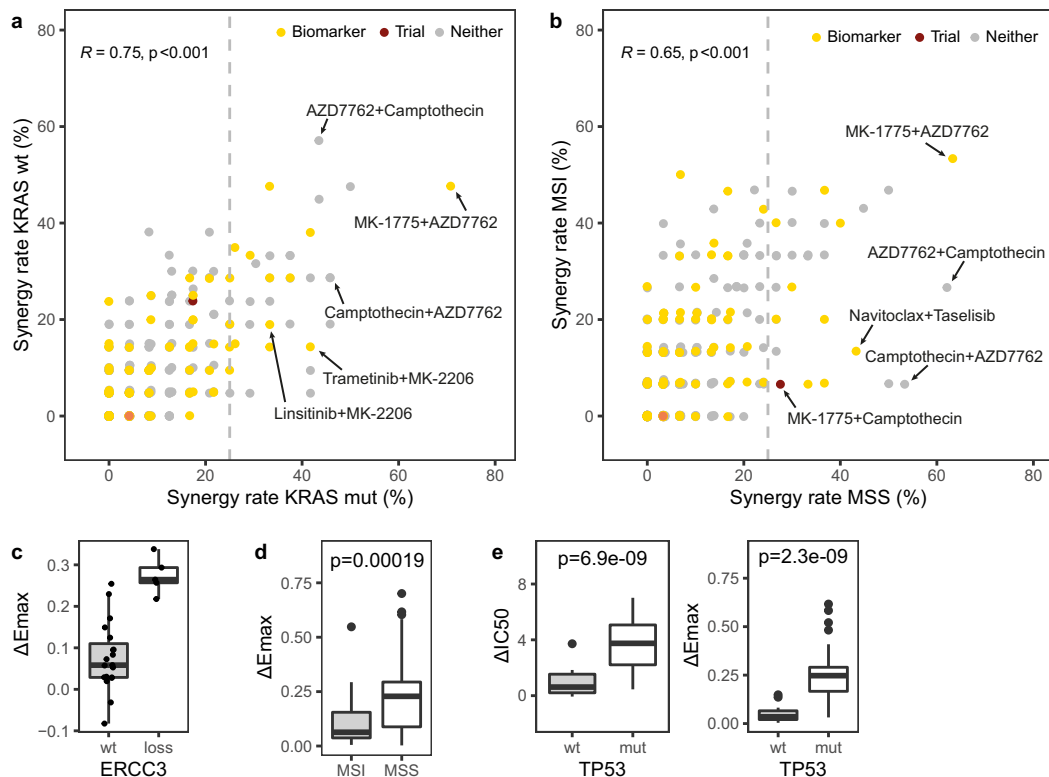 a
Biomarker Trial Neither
R = 0.75, p<0.001
AZD7762+Camptothecin
MK-1775+AZD7762
Camptothecin+AZD7762
Trametinib+MK-2206
Linsitinib+MK-2206
80
60
40
20
0
Synergy rate KRAS wt (%)
0 20 40 60 80
Synergy rate KRAS mut (%)
b
Biomarker Trial Neither
R = 0.65, p<0.001
MK-1775+AZD7762
AZD7762+Camptothecin
Navitoclax+Taselisib
Camptothecin+AZD7762
MK-1775+Camptothecin
80
60
40
20
0
Synergy rate MSI (%)
0 20 40 60 80
Synergy rate MSS (%)
c
0.3
0.2
0.1
0.0
−0.1
ΔEmax
wt loss
ERCC3
d
p=0.00019
0.75
0.50
0.25
0.00
ΔEmax
MSI MSS
e
p=6.9e-09
8
4
0
ΔIC50
wt mut
TP53
p=2.3e-09
0.75
0.50
0.25
0.00
ΔEmax
wt mut
TP53